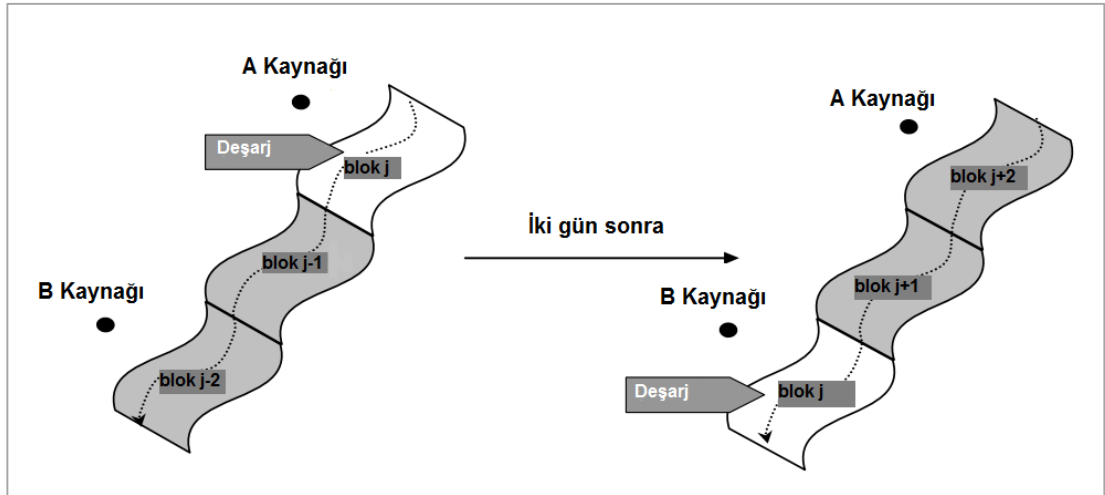 A Kaynağı
Deşarj
blok j
blok j-1
B Kaynağı
blok j-2
İki gün sonra
A Kaynağı
blok j+2
blok j+1
B Kaynağı
Deşarj
blok j